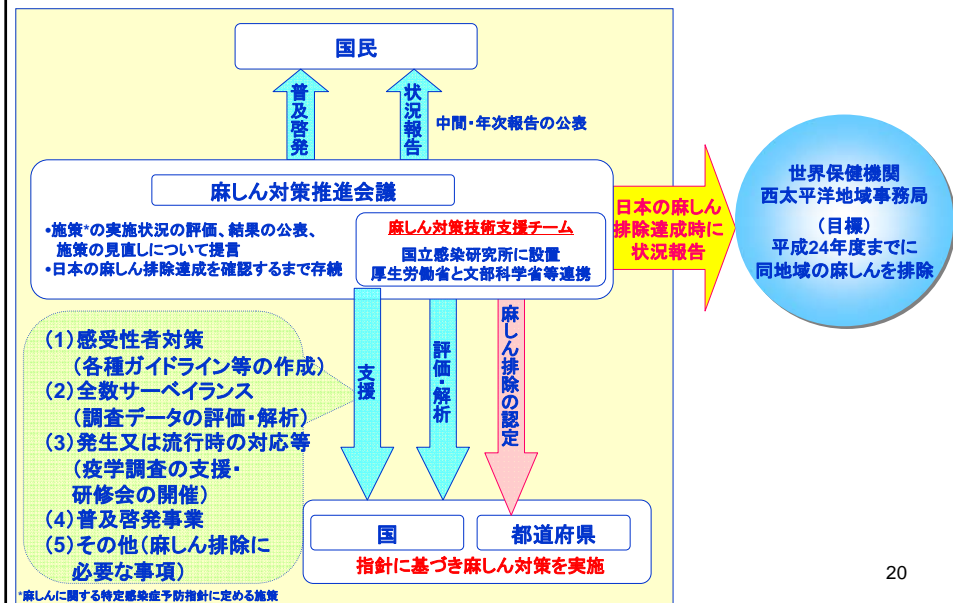 国民
普及啓発
状況報告
中間・年次報告の公表
麻しん対策推進会議
•施策*の実施状況の評価、結果の公表、
施策の見直しについて提言
•日本の麻しん排除達成を確認するまで存続
麻しん対策技術支援チーム
国立感染研究所に設置
厚生労働省と文部科学省等連携
日本の麻しん
排除達成時に
状況報告
世界保健機関
西太平洋地域事務局
(目標)
平成24年度までに
同地域の麻しんを排除
(1)感受性者対策
(各種ガイドライン等の作成)
(2)全数サーベイランス
(調査データの評価・解析)
(3)発生又は流行時の対応等
(疫学調査の支援・
研修会の開催)
(4)普及啓発事業
(5)その他(麻しん排除に
必要な事項)
支援
評価・解析
麻しん排除の認定
国
都道府県
指針に基づき麻しん対策を実施
*麻しんに関する特定感染症予防指針に定める施策
20